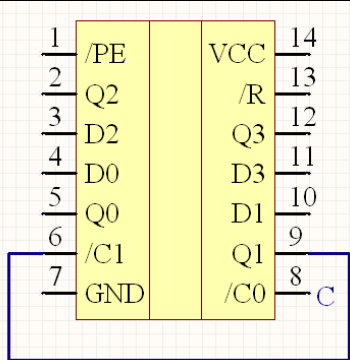 1 /PE VCC 14
2 Q2 /R 13
3 D2 Q3 12
4 D0 D3 11
5 Q0 D1 10
6 /C1 Q1 9
7 GND /C0 8 C